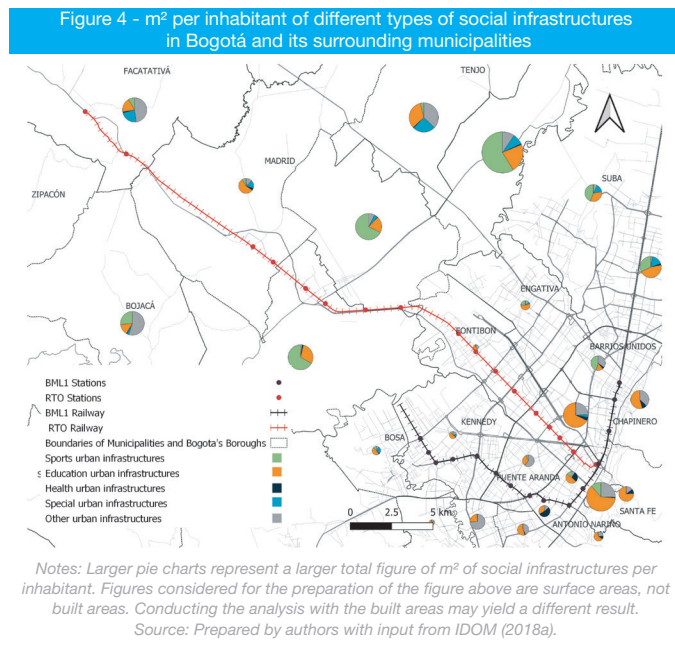 Figure 4 - m² per inhabitant of different types of social infrastructures
in Bogotá and its surrounding municipalities
FACATATIVÁ
TENJO
MADRID
SUBA
ZIPACÓN
ENGATIVA
BOJACÁ
FONTIBON
BARRIOS UNIDOS
BML1 Stations
RTO Stations
BML1 Railway
RTO Railway
Boundaries of Municipalities and Bogota's Boroughs
Sports urban infrastructures
Education urban infrastructures
Health urban infrastructures
Special urban infrastructures
Other urban infrastructures
CHAPINERO
KENNEDY
BOSA
PUENTE ARANDA
SANTA FE
ANTONIO NARIÑO
0 2.5 5 km
Notes: Larger pie charts represent a larger total figure of m² of social infrastructures per
inhabitant. Figures considered for the preparation of the figure above are surface areas, not
built areas. Conducting the analysis with the built areas may yield a different result.
Source: Prepared by authors with input from IDOM (2018a).